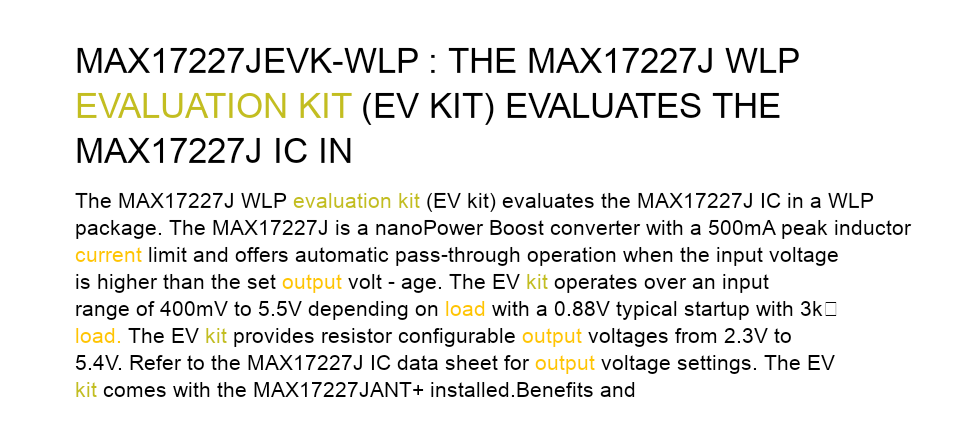 MAX17227JEVK-WLP : THE MAX17227J WLP
EVALUATION KIT (EV KIT) EVALUATES THE
MAX17227J IC IN
The MAX17227J WLP evaluation kit (EV kit) evaluates the MAX17227J IC in a WLP
package. The MAX17227J is a nanoPower Boost converter with a 500mA peak inductor
current limit and offers automatic pass-through operation when the input voltage
is higher than the set output volt - age. The EV kit operates over an input
range of 400mV to 5.5V depending on load with a 0.88V typical startup with 3k□
load. The EV kit provides resistor configurable output voltages from 2.3V to
5.4V. Refer to the MAX17227J IC data sheet for output voltage settings. The EV
kit comes with the MAX17227JANT+ installed.Benefits and